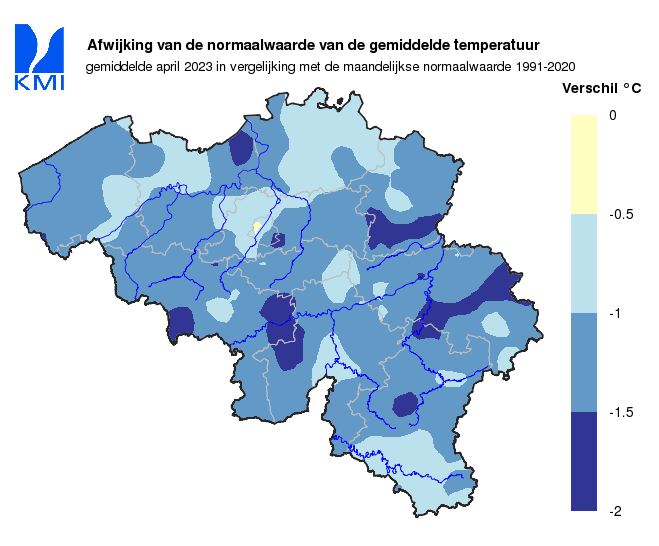 KMI
Afwijking van de normaalwaarde van de gemiddelde temperatuur
gemiddelde april 2023 in vergelijking met de maandelijkse normaalwaarde 1991-2020
Verschil °C
0
-0.5
-1
-1.5
-2